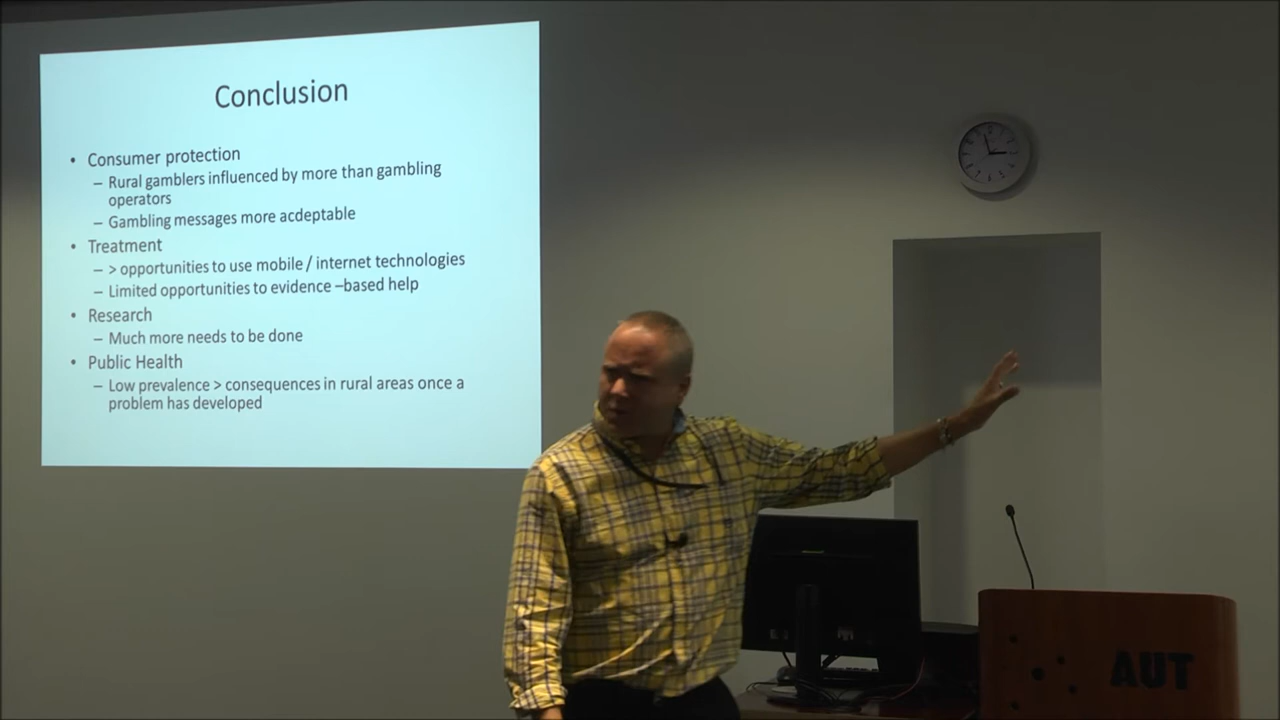 Conclusion
• Consumer protection
– Rural gamblers influenced by more than gambling
operators
– Gambling messages more acdeptable
• Treatment
– > opportunities to use mobile / internet technologies
– Limited opportunities to evidence –based help
• Research
– Much more needs to be done
• Public Health
– Low prevalence > consequences in rural areas once a
problem has developed
AUT